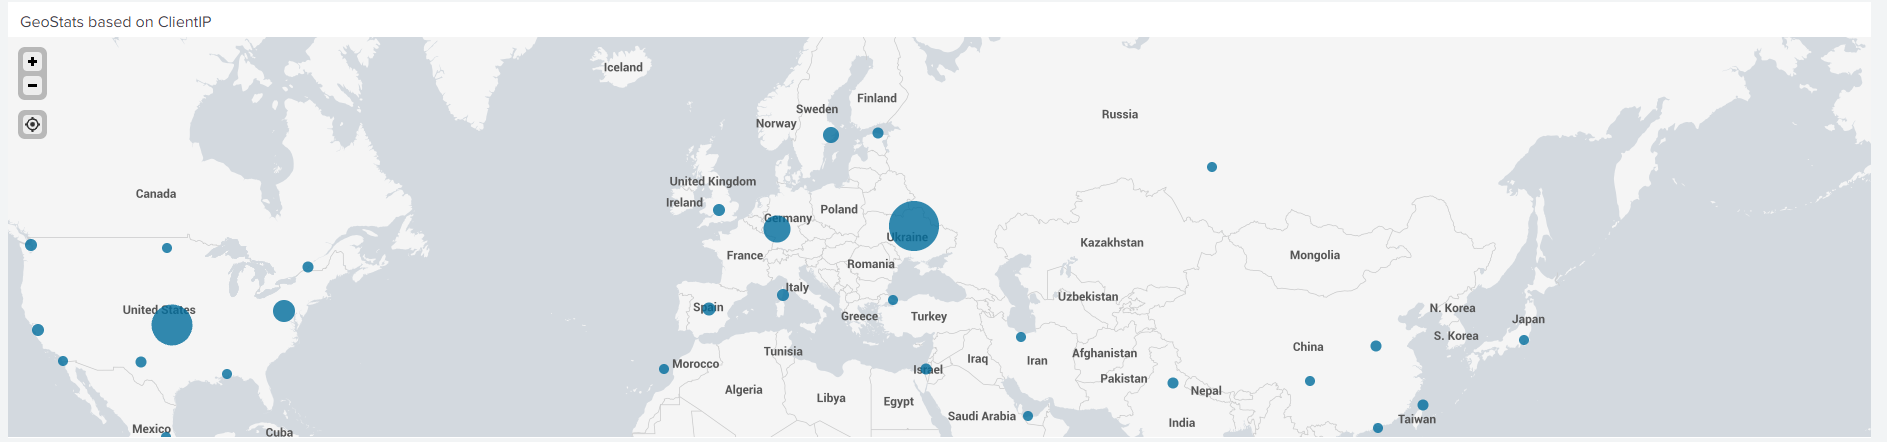 GeoStats based on ClientIP
+
−
Iceland
Finland
Sweden
Norway
Russia
Canada
United Kingdom
Ireland
Poland
Germany
Ukraine
France
Kazakhstan
Mongolia
Romania
Italy
Uzbekistan
United States
Spain
Greece
Turkey
N. Korea
Japan
S. Korea
China
Tunisia
Morocco
Iraq
Iran
Afghanistan
Israel
Pakistan
Algeria
Nepal
Libya
Egypt
Saudi Arabia
India
Taiwan
Mexico
Cuba